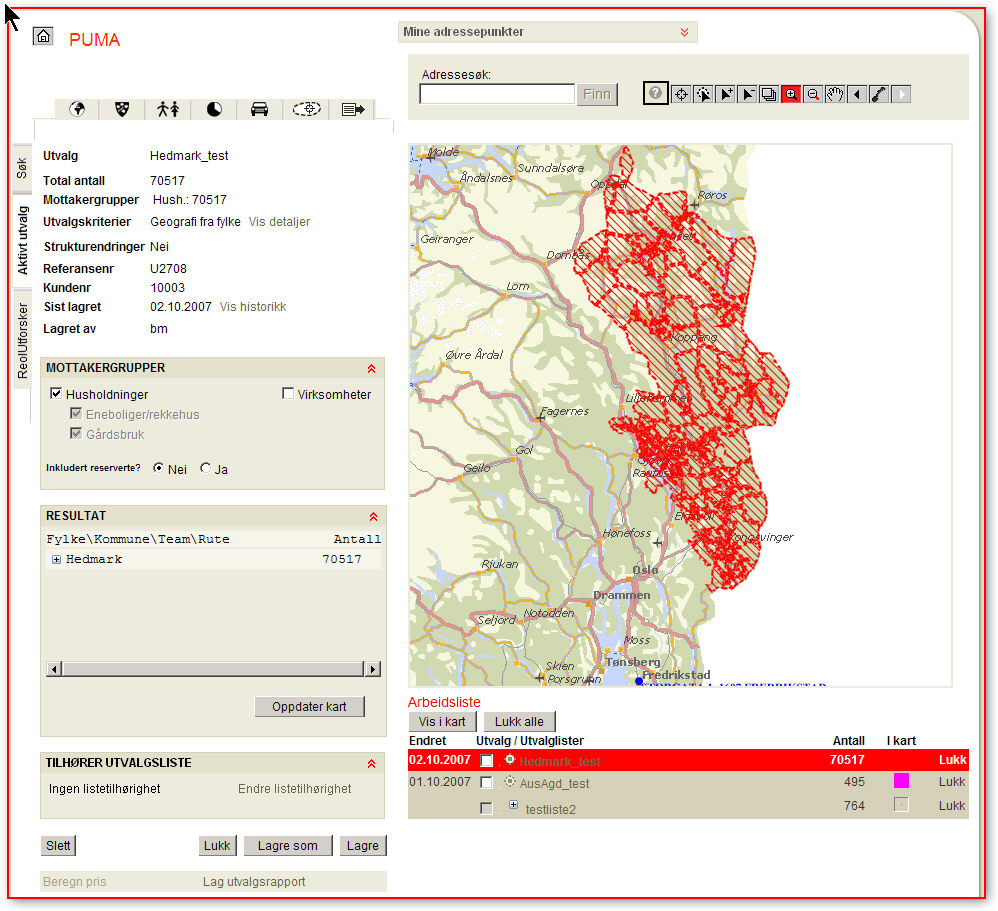 PUMA
Mine adressepunkter
Adressesøk:
Finn
Søk
Aktivt utvalg
ReolUtforsker
Utvalg Hedmark_test
Total antall 70517
Mottakergrupper Hush.: 70517
Utvalgskriterier Geografi fra fylke Vis detaljer
Strukturendringer Nei
Referansenr U2708
Kundenr 10003
Sist lagret 02.10.2007 Vis historikk
Lagret av bm
MOTTAKERGRUPPER
Husholdninger Virksomheter
Eneboliger/rekkehus
Gårdsbruk
Inkludert reserverte? Nei Ja
RESULTAT
Fylke\Kommune\Team\Rute Antall
Hedmark 70517
Oppdater kart
TILHØRER UTVALGSLISTE
Ingen listetilhørighet Endre listetilhørighet
Slett Lukk Lagre som Lagre
Beregn pris Lag utvalgsrapport
Molde
Sunndalsøra
Åndalsnes
Oppdal
Røros
Geiranger
Dombås
Lom
Koppang
Øvre Årdal
Lillehammer
Fagernes
Gol
Geilo
Hønefoss
Kongsvinger
Rjukan
Oslo
Drammen
Notodden
Seljord
Moss
Tønsberg
Skien
Porsgrunn
Fredrikstad
Arbeidsliste
Vis i kart Lukk alle
Endret Utvalg / Utvalglister Antall I kart
02.10.2007 Hedmark_test 70517 Lukk
01.10.2007 AusAgd_test 495 Lukk
testliste2 764 Lukk